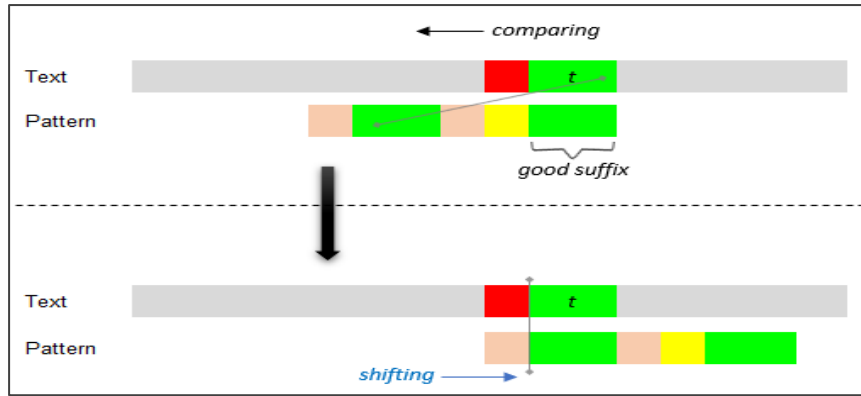 comparing
Text t
Pattern
good suffix
Text t
Pattern
shifting